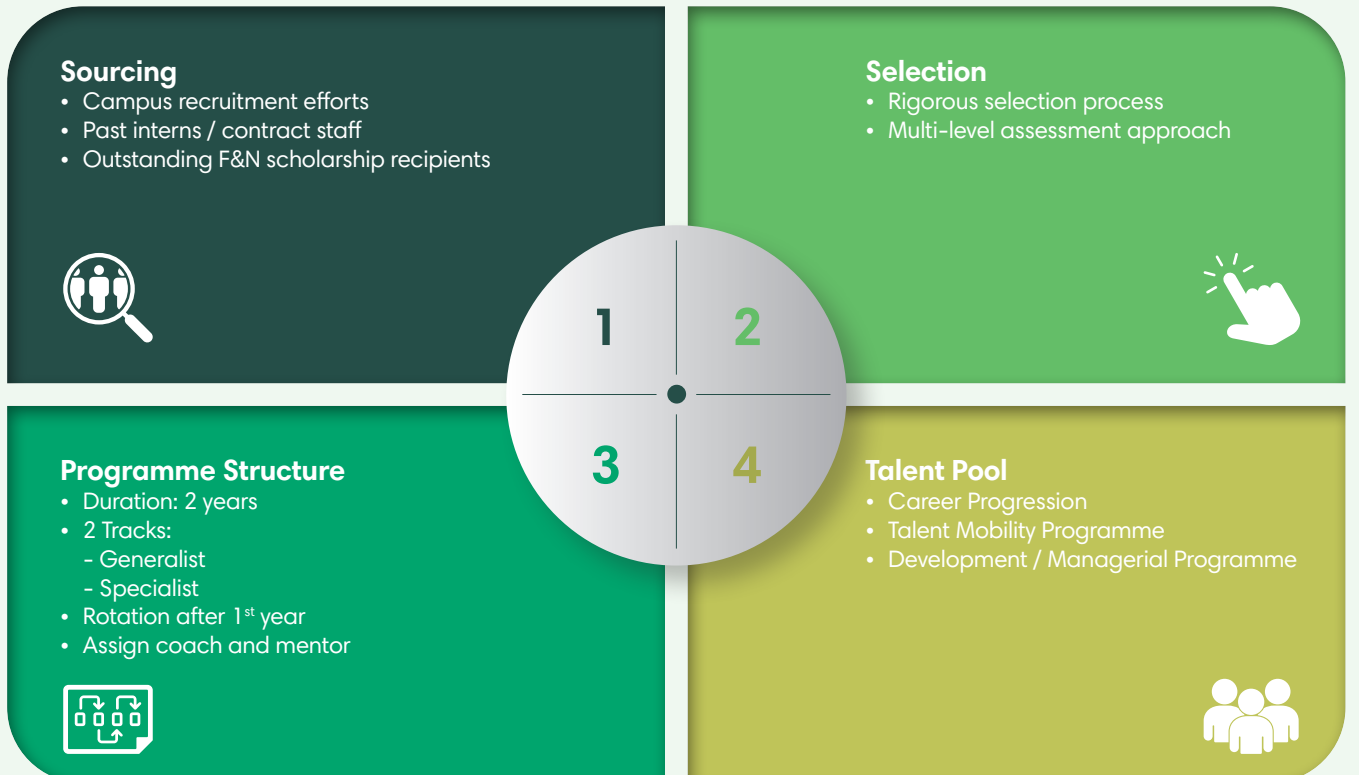 Sourcing
• Campus recruitment efforts
• Past interns / contract staff
• Outstanding F&N scholarship recipients
Selection
• Rigorous selection process
• Multi-level assessment approach
1
2
3
4
Programme Structure
• Duration: 2 years
• 2 Tracks:
- Generalist
- Specialist
• Rotation after 1st year
• Assign coach and mentor
Talent Pool
• Career Progression
• Talent Mobility Programme
• Development / Managerial Programme